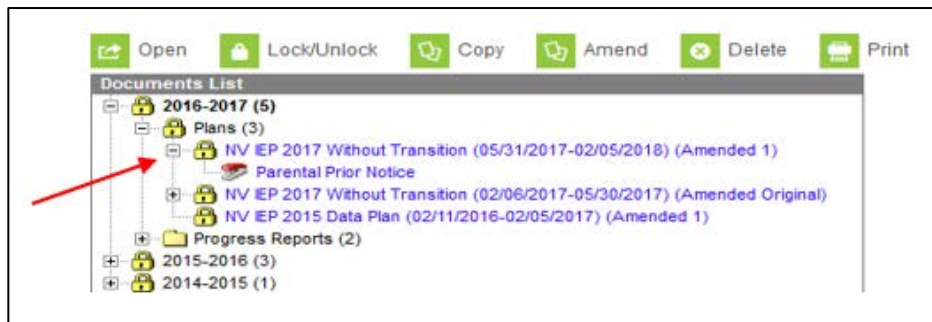 Open Lock/Unlock Copy Amend Delete Print
Documents List
2016-2017 (5)
Plans (3)
NV IEP 2017 Without Transition (05/31/2017-02/05/2018) (Amended 1)
Parental Prior Notice
NV IEP 2017 Without Transition (02/06/2017-05/30/2017) (Amended Original)
NV IEP 2015 Data Plan (02/11/2016-02/05/2017) (Amended 1)
Progress Reports (2)
2015-2016 (3)
2014-2015 (1)